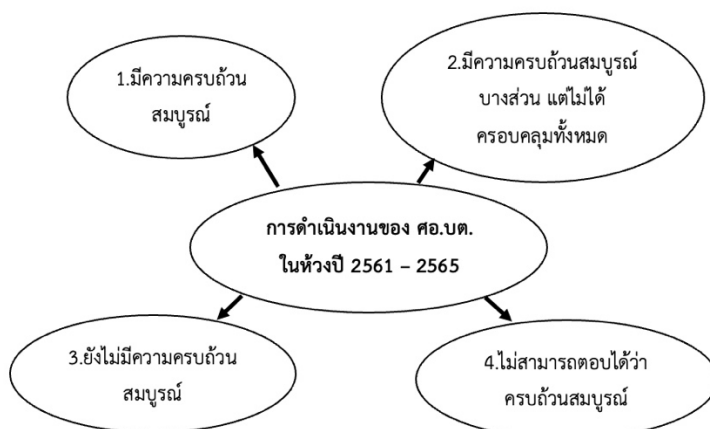 1.มีความครบถ้วน
สมบูรณ์
2.มีความครบถ้วนสมบูรณ์
บางส่วน แต่ไม่ได้
ครอบคลุมทั้งหมด
การดำเนินงานของ ศอ.บต.
ในห้วงปี 2561 – 2565
3.ยังไม่มีความครบถ้วน
สมบูรณ์
4.ไม่สามารถตอบได้ว่า
ครบถ้วนสมบูรณ์